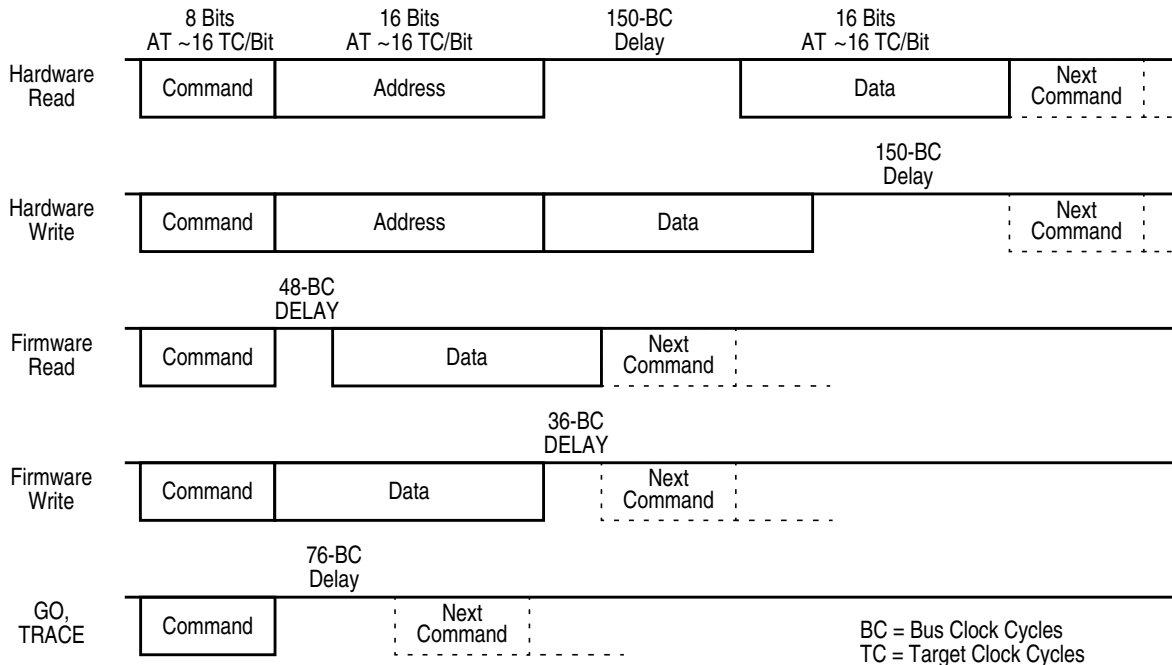 8 Bits
AT ~16 TC/Bit
16 Bits
AT ~16 TC/Bit
150-BC
Delay
16 Bits
AT ~16 TC/Bit
Hardware
Read
Command
Address
Data
Next
Command
150-BC
Delay
Hardware
Write
Command
Address
Data
Next
Command
48-BC
DELAY
Firmware
Read
Command
Data
Next
Command
36-BC
DELAY
Firmware
Write
Command
Data
Next
Command
76-BC
Delay
GO,
TRACE
Command
Next
Command
BC = Bus Clock Cycles
TC = Target Clock Cycles